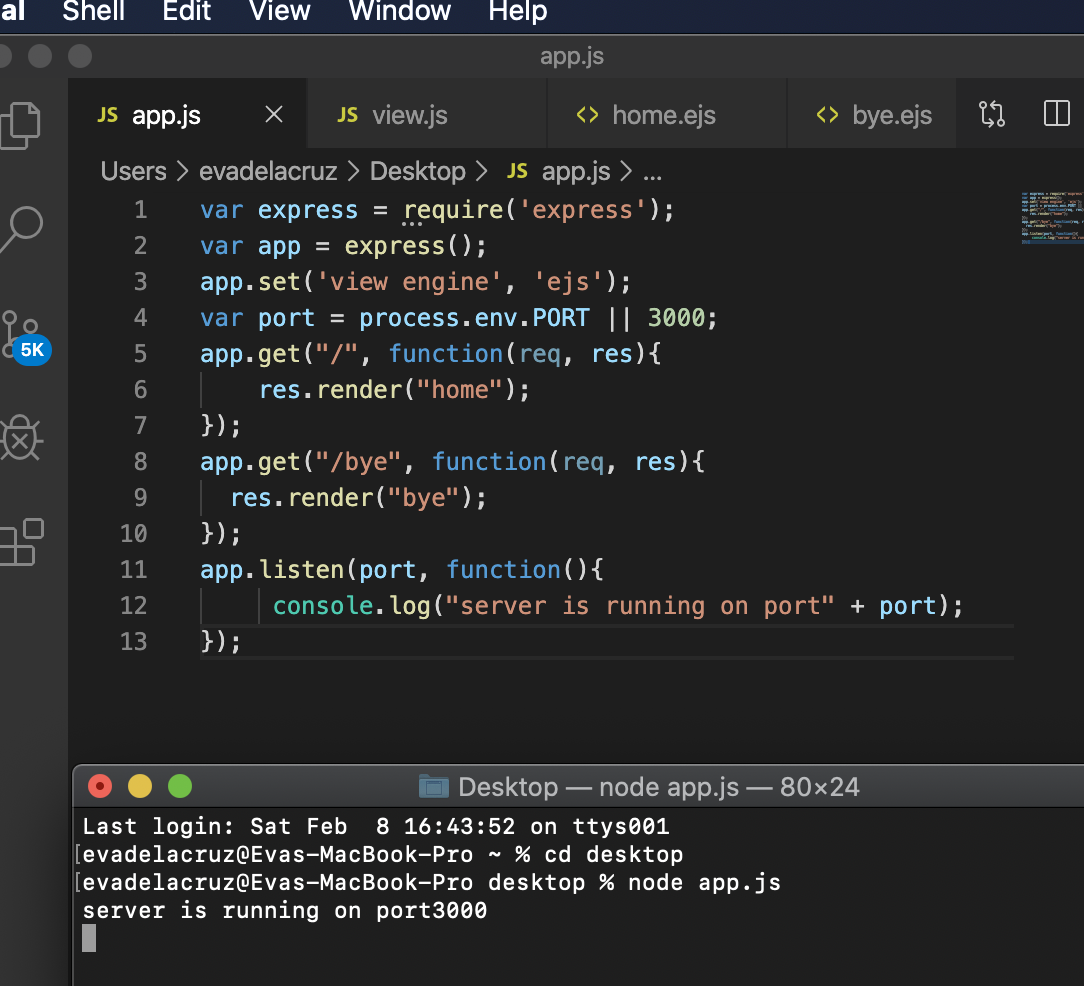 al Shell Edit View Window Help
app.js
JS app.js view.js home.ejs bye.ejs
Users > evadelacruz > Desktop > JS app.js > ...
1 var express = require('express');
2 var app = express();
3 app.set('view engine', 'ejs');
4 var port = process.env.PORT || 3000;
5 app.get("/", function(req, res){
6 res.render("home");
7 });
8 app.get("/bye", function(req, res){
9 res.render("bye");
10 });
11 app.listen(port, function(){
12 console.log("server is running on port" + port);
13 });
5K
Desktop — node app.js — 80×24
Last login: Sat Feb  8 16:43:52 on ttys001
[evadelacruz@Evas-MacBook-Pro ~ % cd desktop
[evadelacruz@Evas-MacBook-Pro desktop % node app.js
server is running on port3000